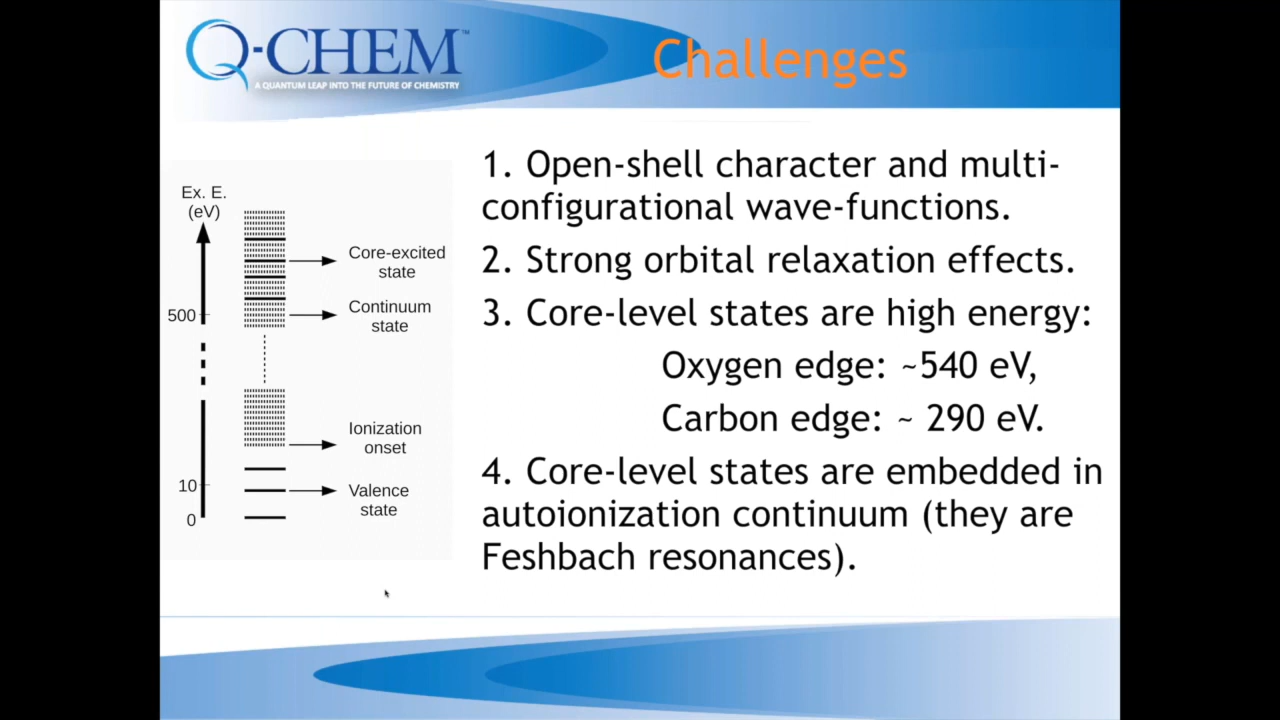 Q-CHEM™
A QUANTUM LEAP INTO THE FUTURE OF CHEMISTRY
Challenges
Ex. E.
(eV)
Core-excited
state
Continuum
state
500
Ionization
onset
10
Valence
state
0
1. Open-shell character and multi-
configurational wave-functions.
2. Strong orbital relaxation effects.
3. Core-level states are high energy:
Oxygen edge: ~540 eV,
Carbon edge: ~ 290 eV.
4. Core-level states are embedded in
autoionization continuum (they are
Feshbach resonances).